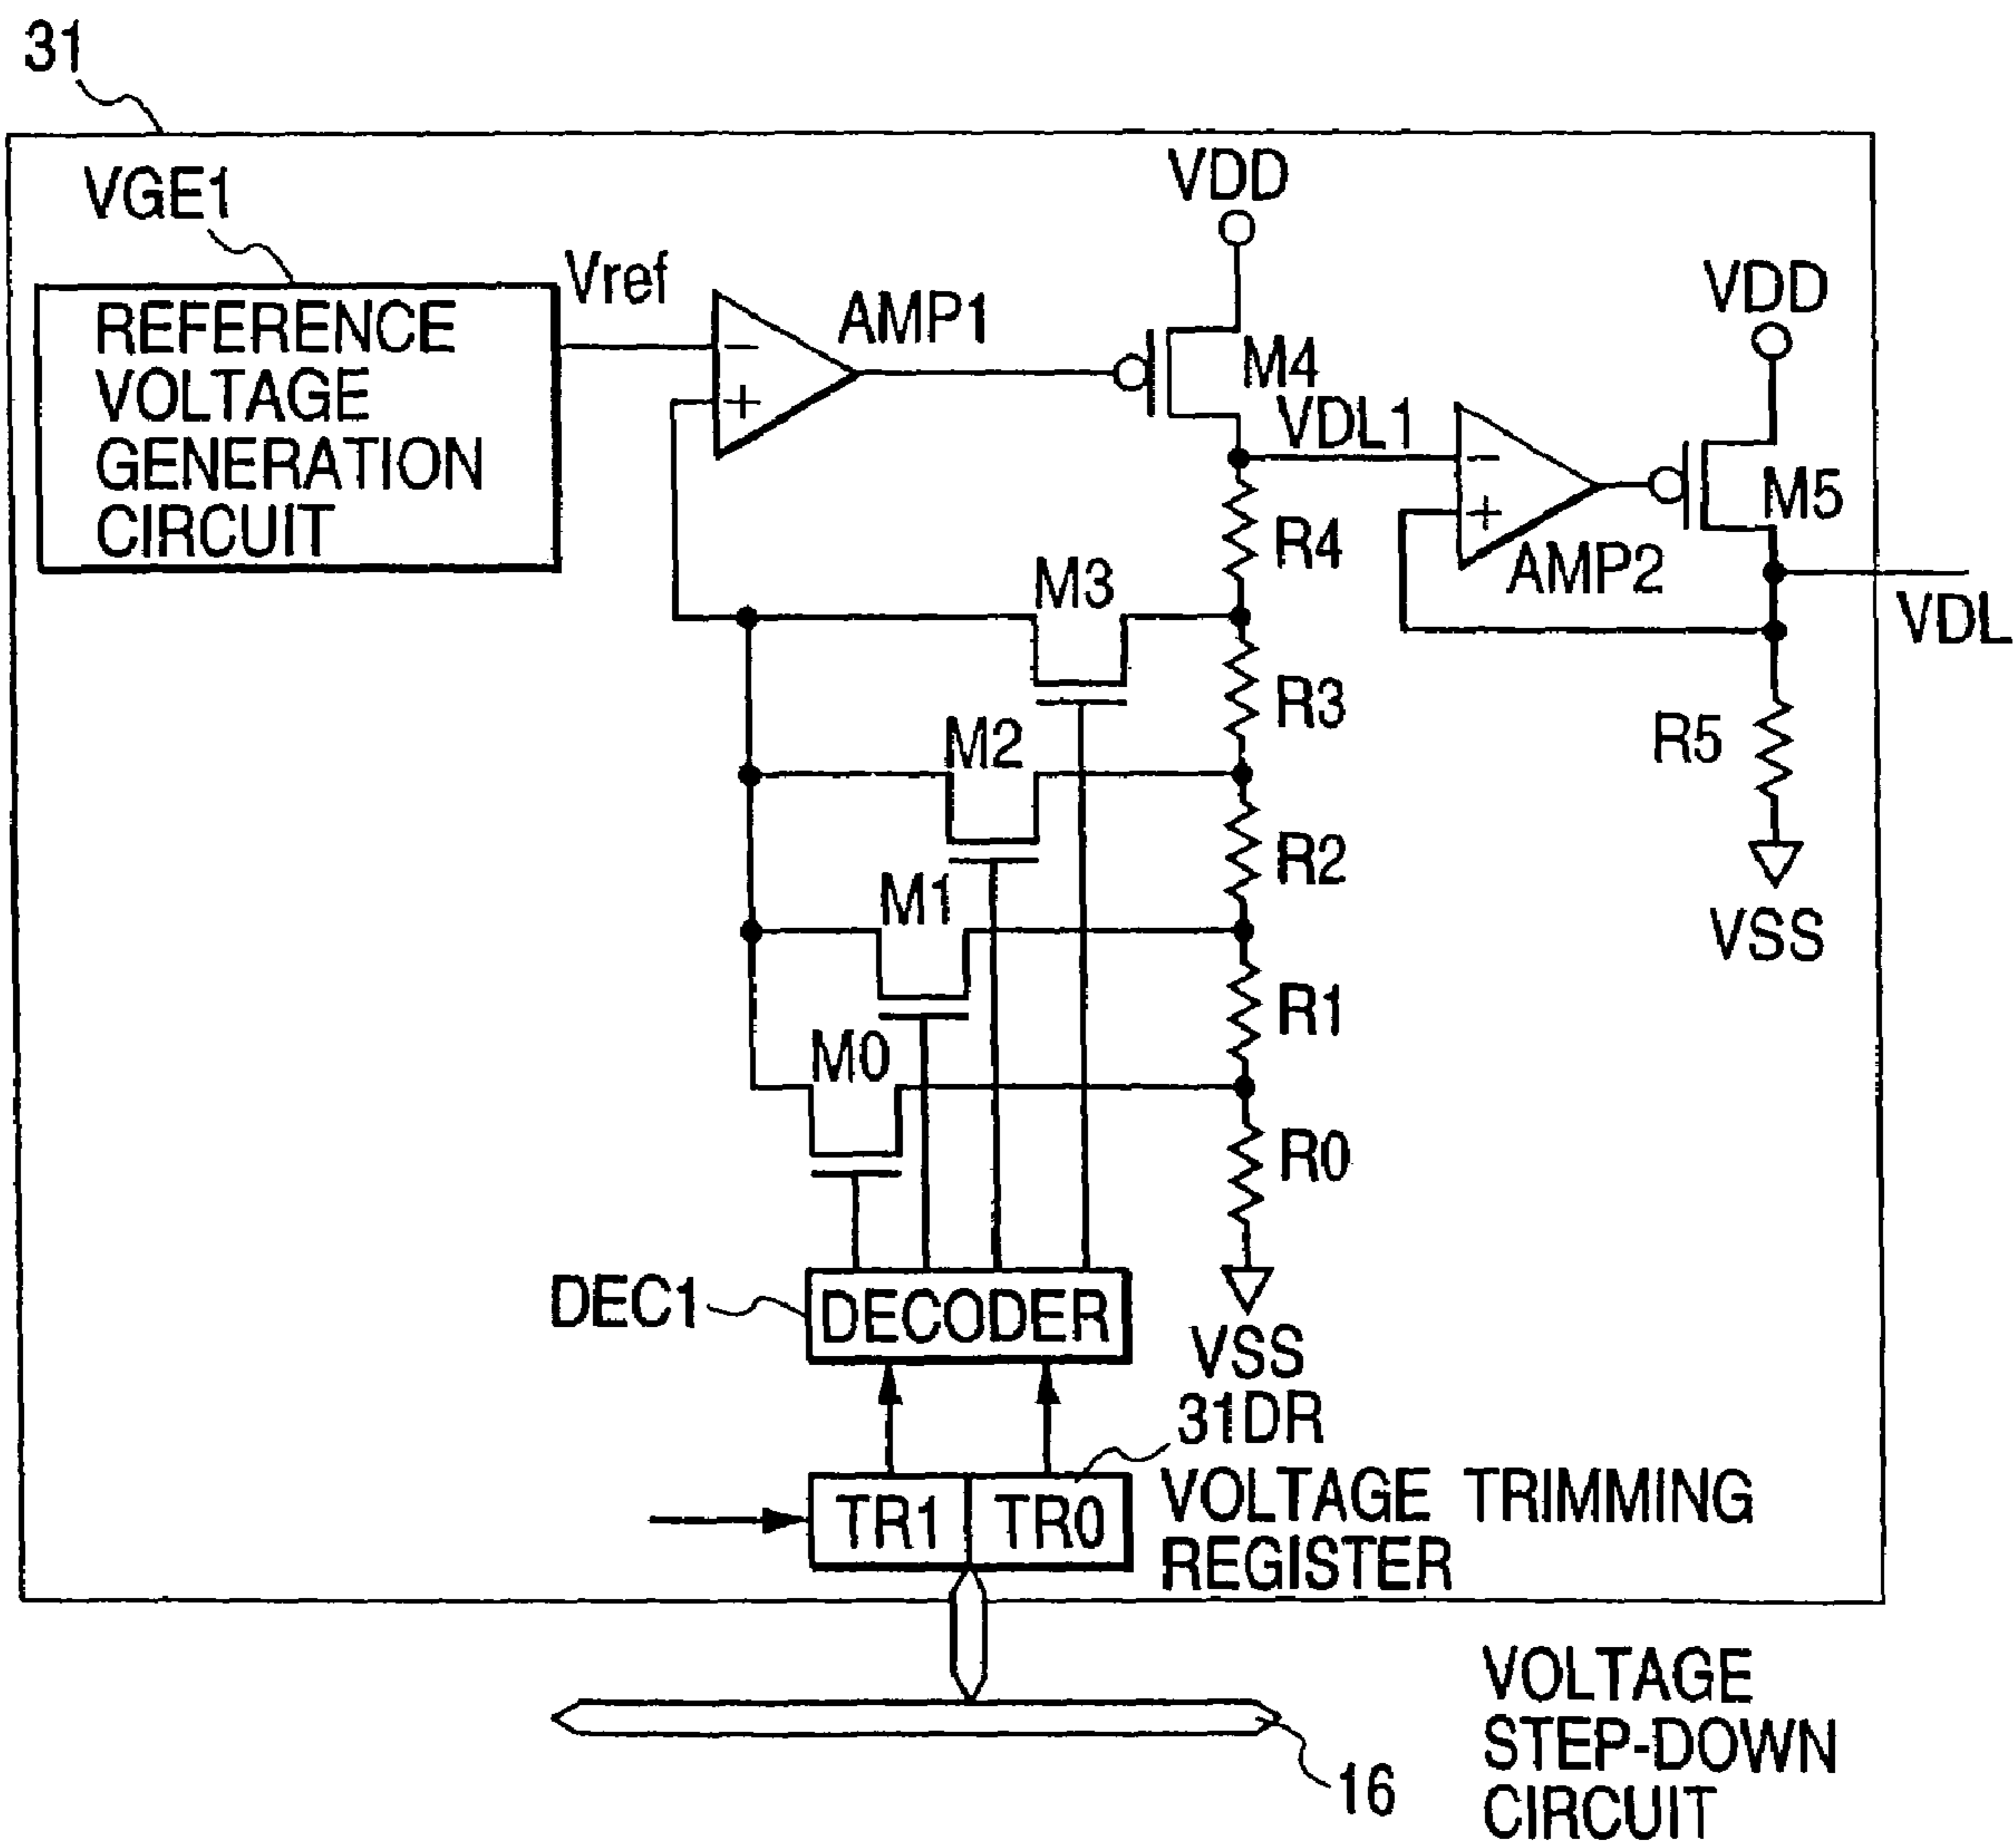 31
VGE1
REFERENCE
VOLTAGE
GENERATION
CIRCUIT
Vref
−
+
AMP1
VDD
M4
VDL1
VDD
−
+
AMP2
M5
VDL
R4
M3
R3
R5
M2
R2
VSS
M1
R1
M0
R0
DEC1
DECODER
VSS
31DR
TR1
TR0
VOLTAGE TRIMMING
REGISTER
16
VOLTAGE
STEP-DOWN
CIRCUIT